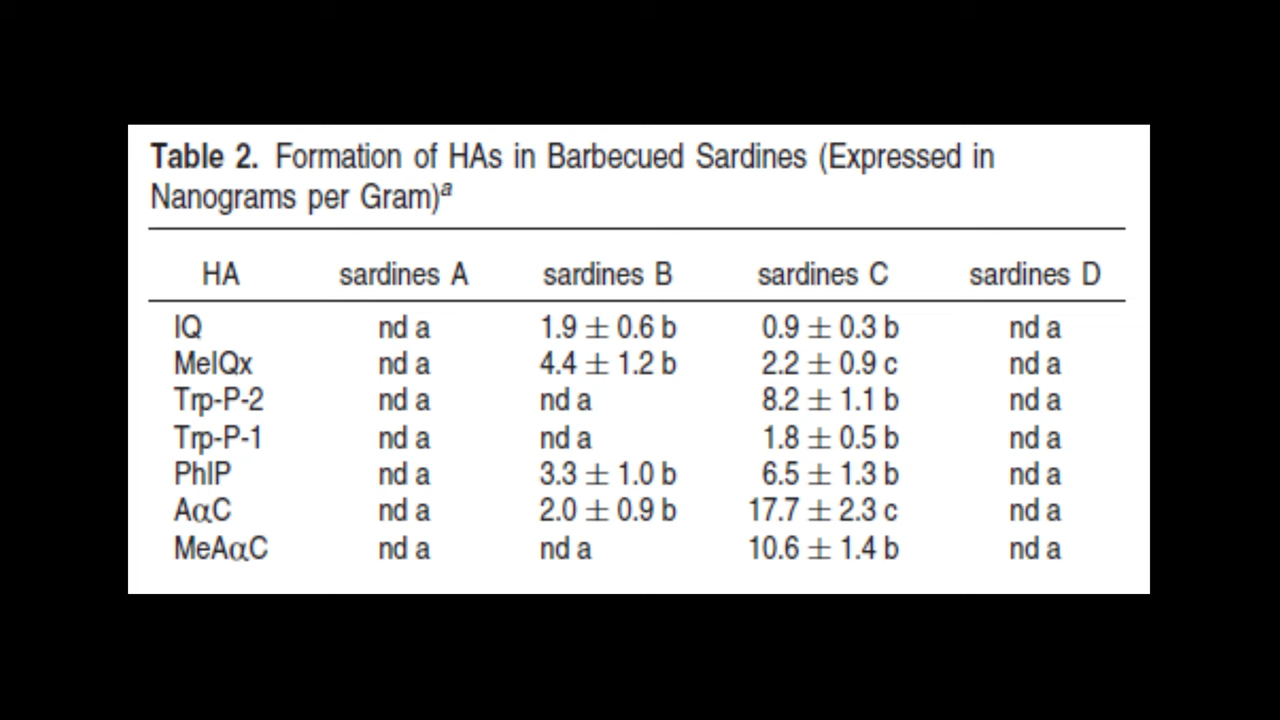 Table 2. Formation of HAs in Barbecued Sardines (Expressed in
Nanograms per Gram)a
HA sardines A sardines B sardines C sardines D
IQ nd a 1.9 ± 0.6 b 0.9 ± 0.3 b nd a
MeIQx nd a 4.4 ± 1.2 b 2.2 ± 0.9 c nd a
Trp-P-2 nd a nd a 8.2 ± 1.1 b nd a
Trp-P-1 nd a nd a 1.8 ± 0.5 b nd a
PhIP nd a 3.3 ± 1.0 b 6.5 ± 1.3 b nd a
AαC nd a 2.0 ± 0.9 b 17.7 ± 2.3 c nd a
MeAαC nd a nd a 10.6 ± 1.4 b nd a